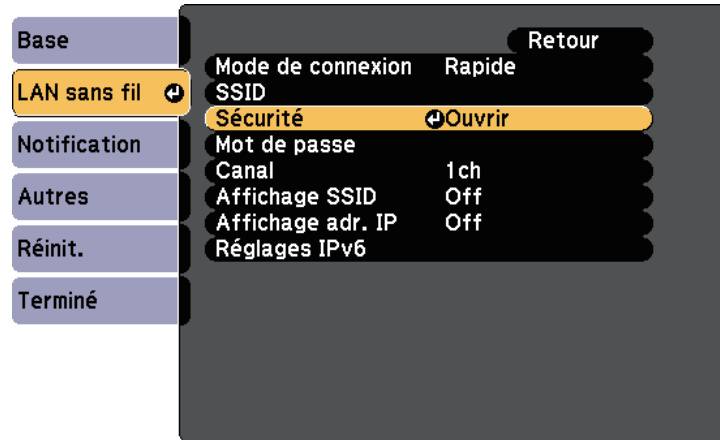 Base
LAN sans fil
Notification
Autres
Réinit.
Terminé
Retour
Mode de connexion Rapide
SSID
Sécurité Ouvrir
Mot de passe
Canal 1ch
Affichage SSID Off
Affichage adr. IP Off
Réglages IPv6